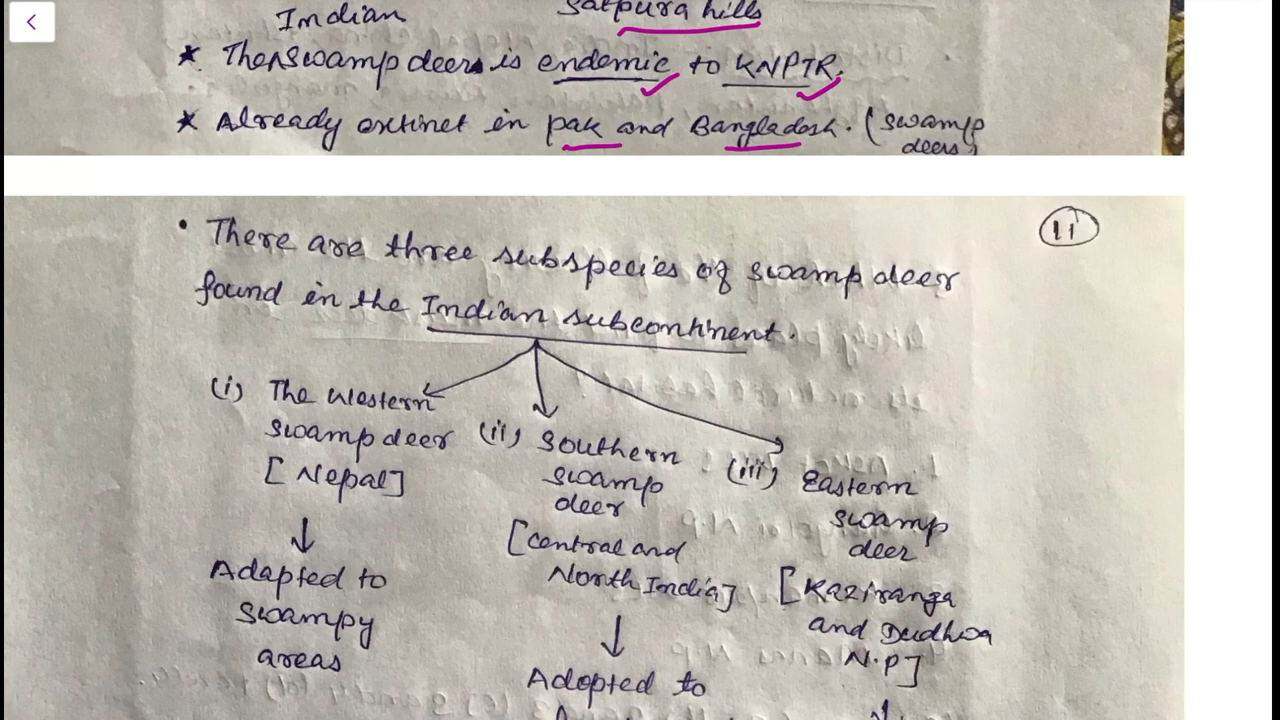 Satpura hills
Indian
* The swamp deer is endemic to KNPTR.
* Already extinct in pak and Bangladesh. (swamp
deers)
11
• There are three subspecies of swamp deer
found in the Indian subcontinent.
(i) The Western
swamp deer
[Nepal]
↓
Adapted to
swampy
areas
(ii) Southern
swamp
deer
[Central and
North India]
↓
Adopted to
(iii) Eastern
swamp
deer
[Kaziranga
and Dudhwa
N.P]
↓